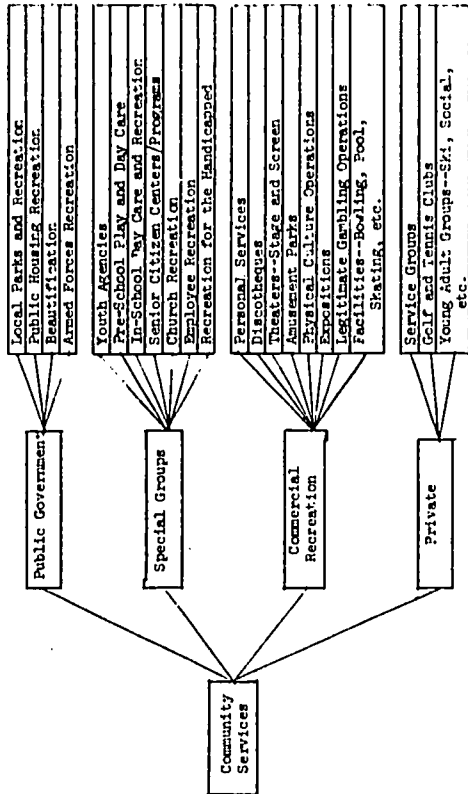 Community
Services
Public Government
Local Parks and Recreation
Public Housing Recreation
Beautification
Armed Forces Recreation
Special Groups
Youth Agencies
Pre-School Play and Day Care
In-School Day Care and Recreation
Senior Citizen Centers/Programs
Church Recreation
Employee Recreation
Recreation for the Handicapped
Commercial
Recreation
Personal Services
Discotheques
Theaters--Stage and Screen
Amusement Parks
Physical Culture Operations
Expositions
Legitimate Gambling Operations
Facilities--Bowling, Pool,
Skating, etc.
Private
Service Groups
Golf and Tennis Clubs
Young Adult Groups--Ski, Social,
etc.